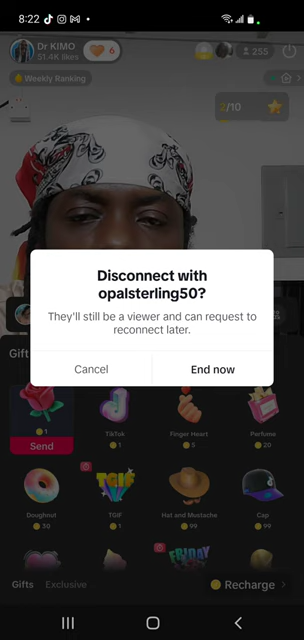 8:22
Dr KIMO
51.4K likes
6
255
Weekly Ranking
2/10
Disconnect with
opalsterling50?
They'll still be a viewer and can request to
reconnect later.
Cancel
End now
Gift
1
Send
TikTok
1
Finger Heart
5
Perfume
20
Doughnut
30
TGIF
TGIF
1
Hat and Mustache
99
Cap
99
FRIDAY
Gifts
Exclusive
Recharge